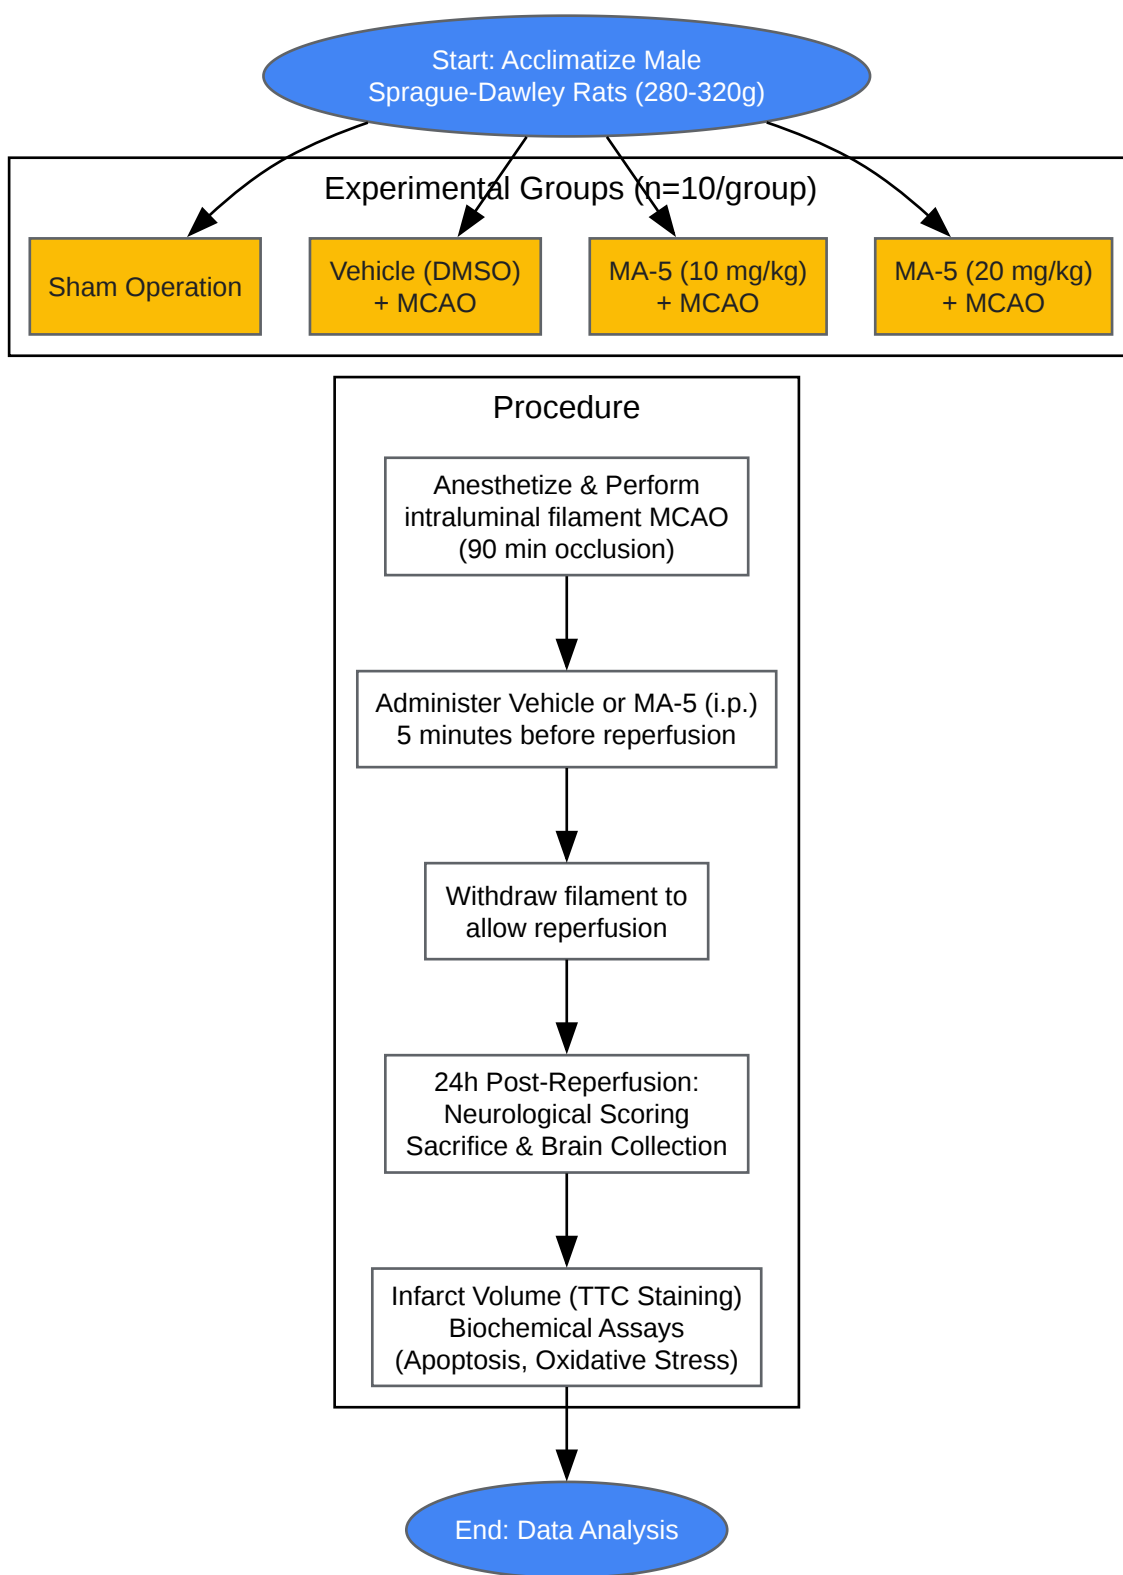 Start: Acclimatize Male
Sprague-Dawley Rats (280-320g)
Experimental Groups (n=10/group)
Sham Operation
Vehicle (DMSO)
+ MCAO
MA-5 (10 mg/kg)
+ MCAO
MA-5 (20 mg/kg)
+ MCAO
Procedure
Anesthetize & Perform
intraluminal filament MCAO
(90 min occlusion)
Administer Vehicle or MA-5 (i.p.)
5 minutes before reperfusion
Withdraw filament to
allow reperfusion
24h Post-Reperfusion:
Neurological Scoring
Sacrifice & Brain Collection
Infarct Volume (TTC Staining)
Biochemical Assays
(Apoptosis, Oxidative Stress)
End: Data Analysis